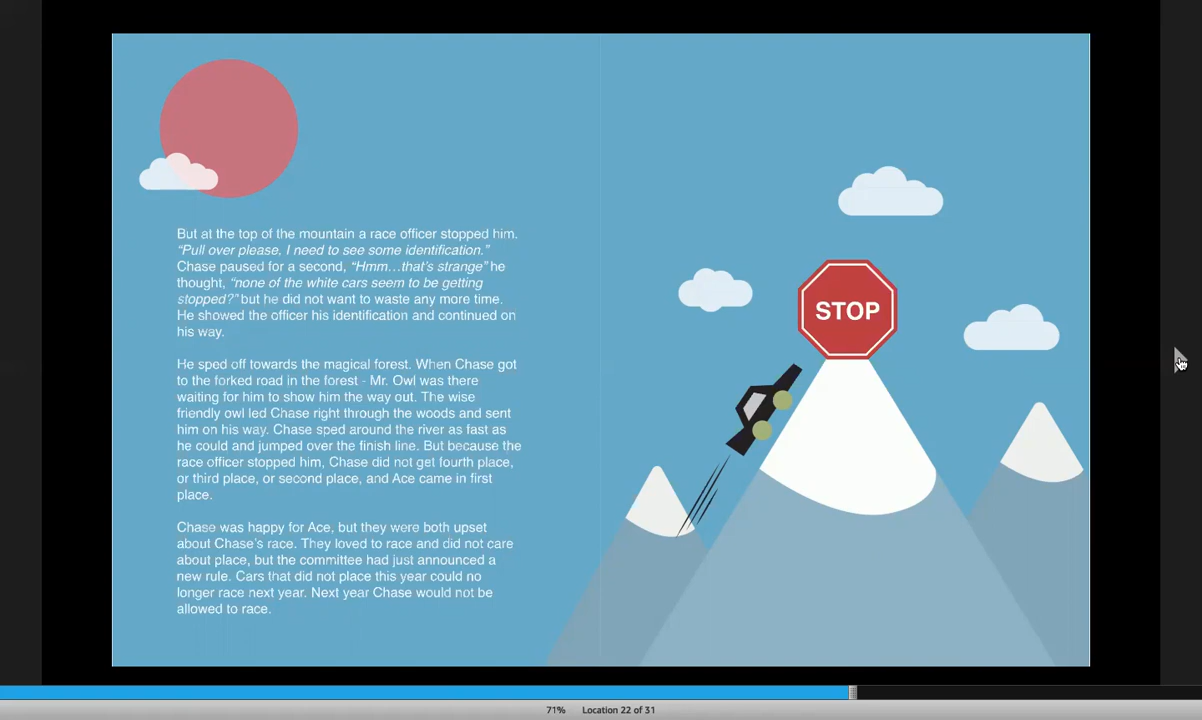 But at the top of the mountain a race officer stopped him.
“Pull over please, I need to see some identification.”
Chase paused for a second, “Hmm…that’s strange” he
thought, “none of the white cars seem to be getting
stopped?” but he did not want to waste any more time.
He showed the officer his identification and continued on
his way.
He sped off towards the magical forest. When Chase got
to the forked road in the forest - Mr. Owl was there
waiting for him to show him the way out. The wise
friendly owl led Chase right through the woods and sent
him on his way. Chase sped around the river as fast as
he could and jumped over the finish line. But because the
race officer stopped him, Chase did not get fourth place,
or third place, or second place, and Ace came in first
place.
Chase was happy for Ace, but they were both upset
about Chase’s race. They loved to race and did not care
about place, but the committee had just announced a
new rule. Cars that did not place this year could no
longer race next year. Next year Chase would not be
allowed to race.
STOP
71% Location 22 of 31